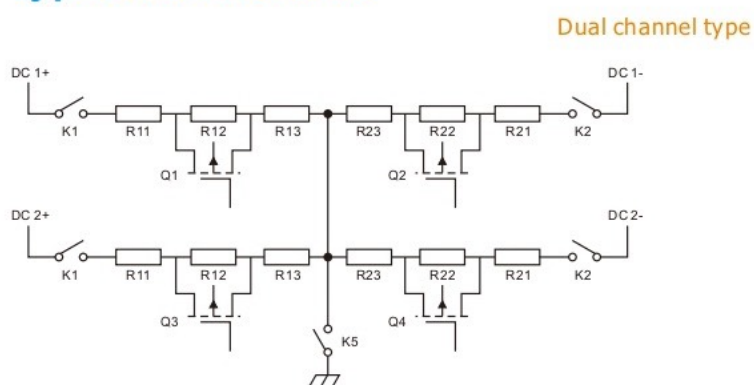 Dual channel type
DC 1+ DC 1-
K1 R11 R12 R13 R23 R22 R21 K2
Q1 Q2
DC 2+ DC 2-
K1 R11 R12 R13 R23 R22 R21 K2
Q3 Q4
K5